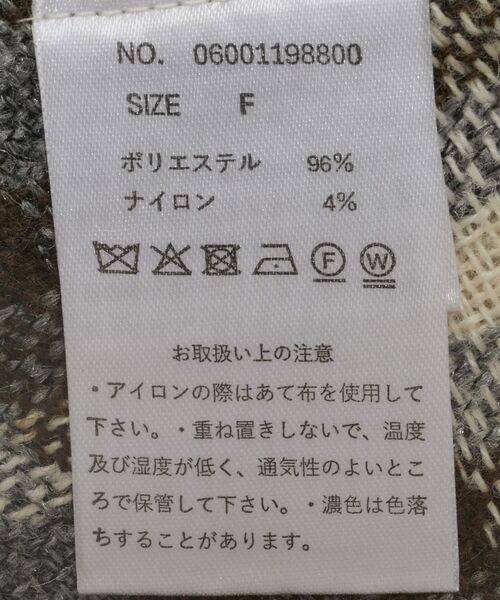 NO. 06001198800
SIZE F
ポリエステル 96%
ナイロン 4%
F W
お取扱い上の注意
・アイロンの際はあて布を使用して
下さい。・重ね置きしないで、温度
及び湿度が低く、通気性のよいとこ
ろで保管して下さい。・濃色は色落
ちすることがあります。